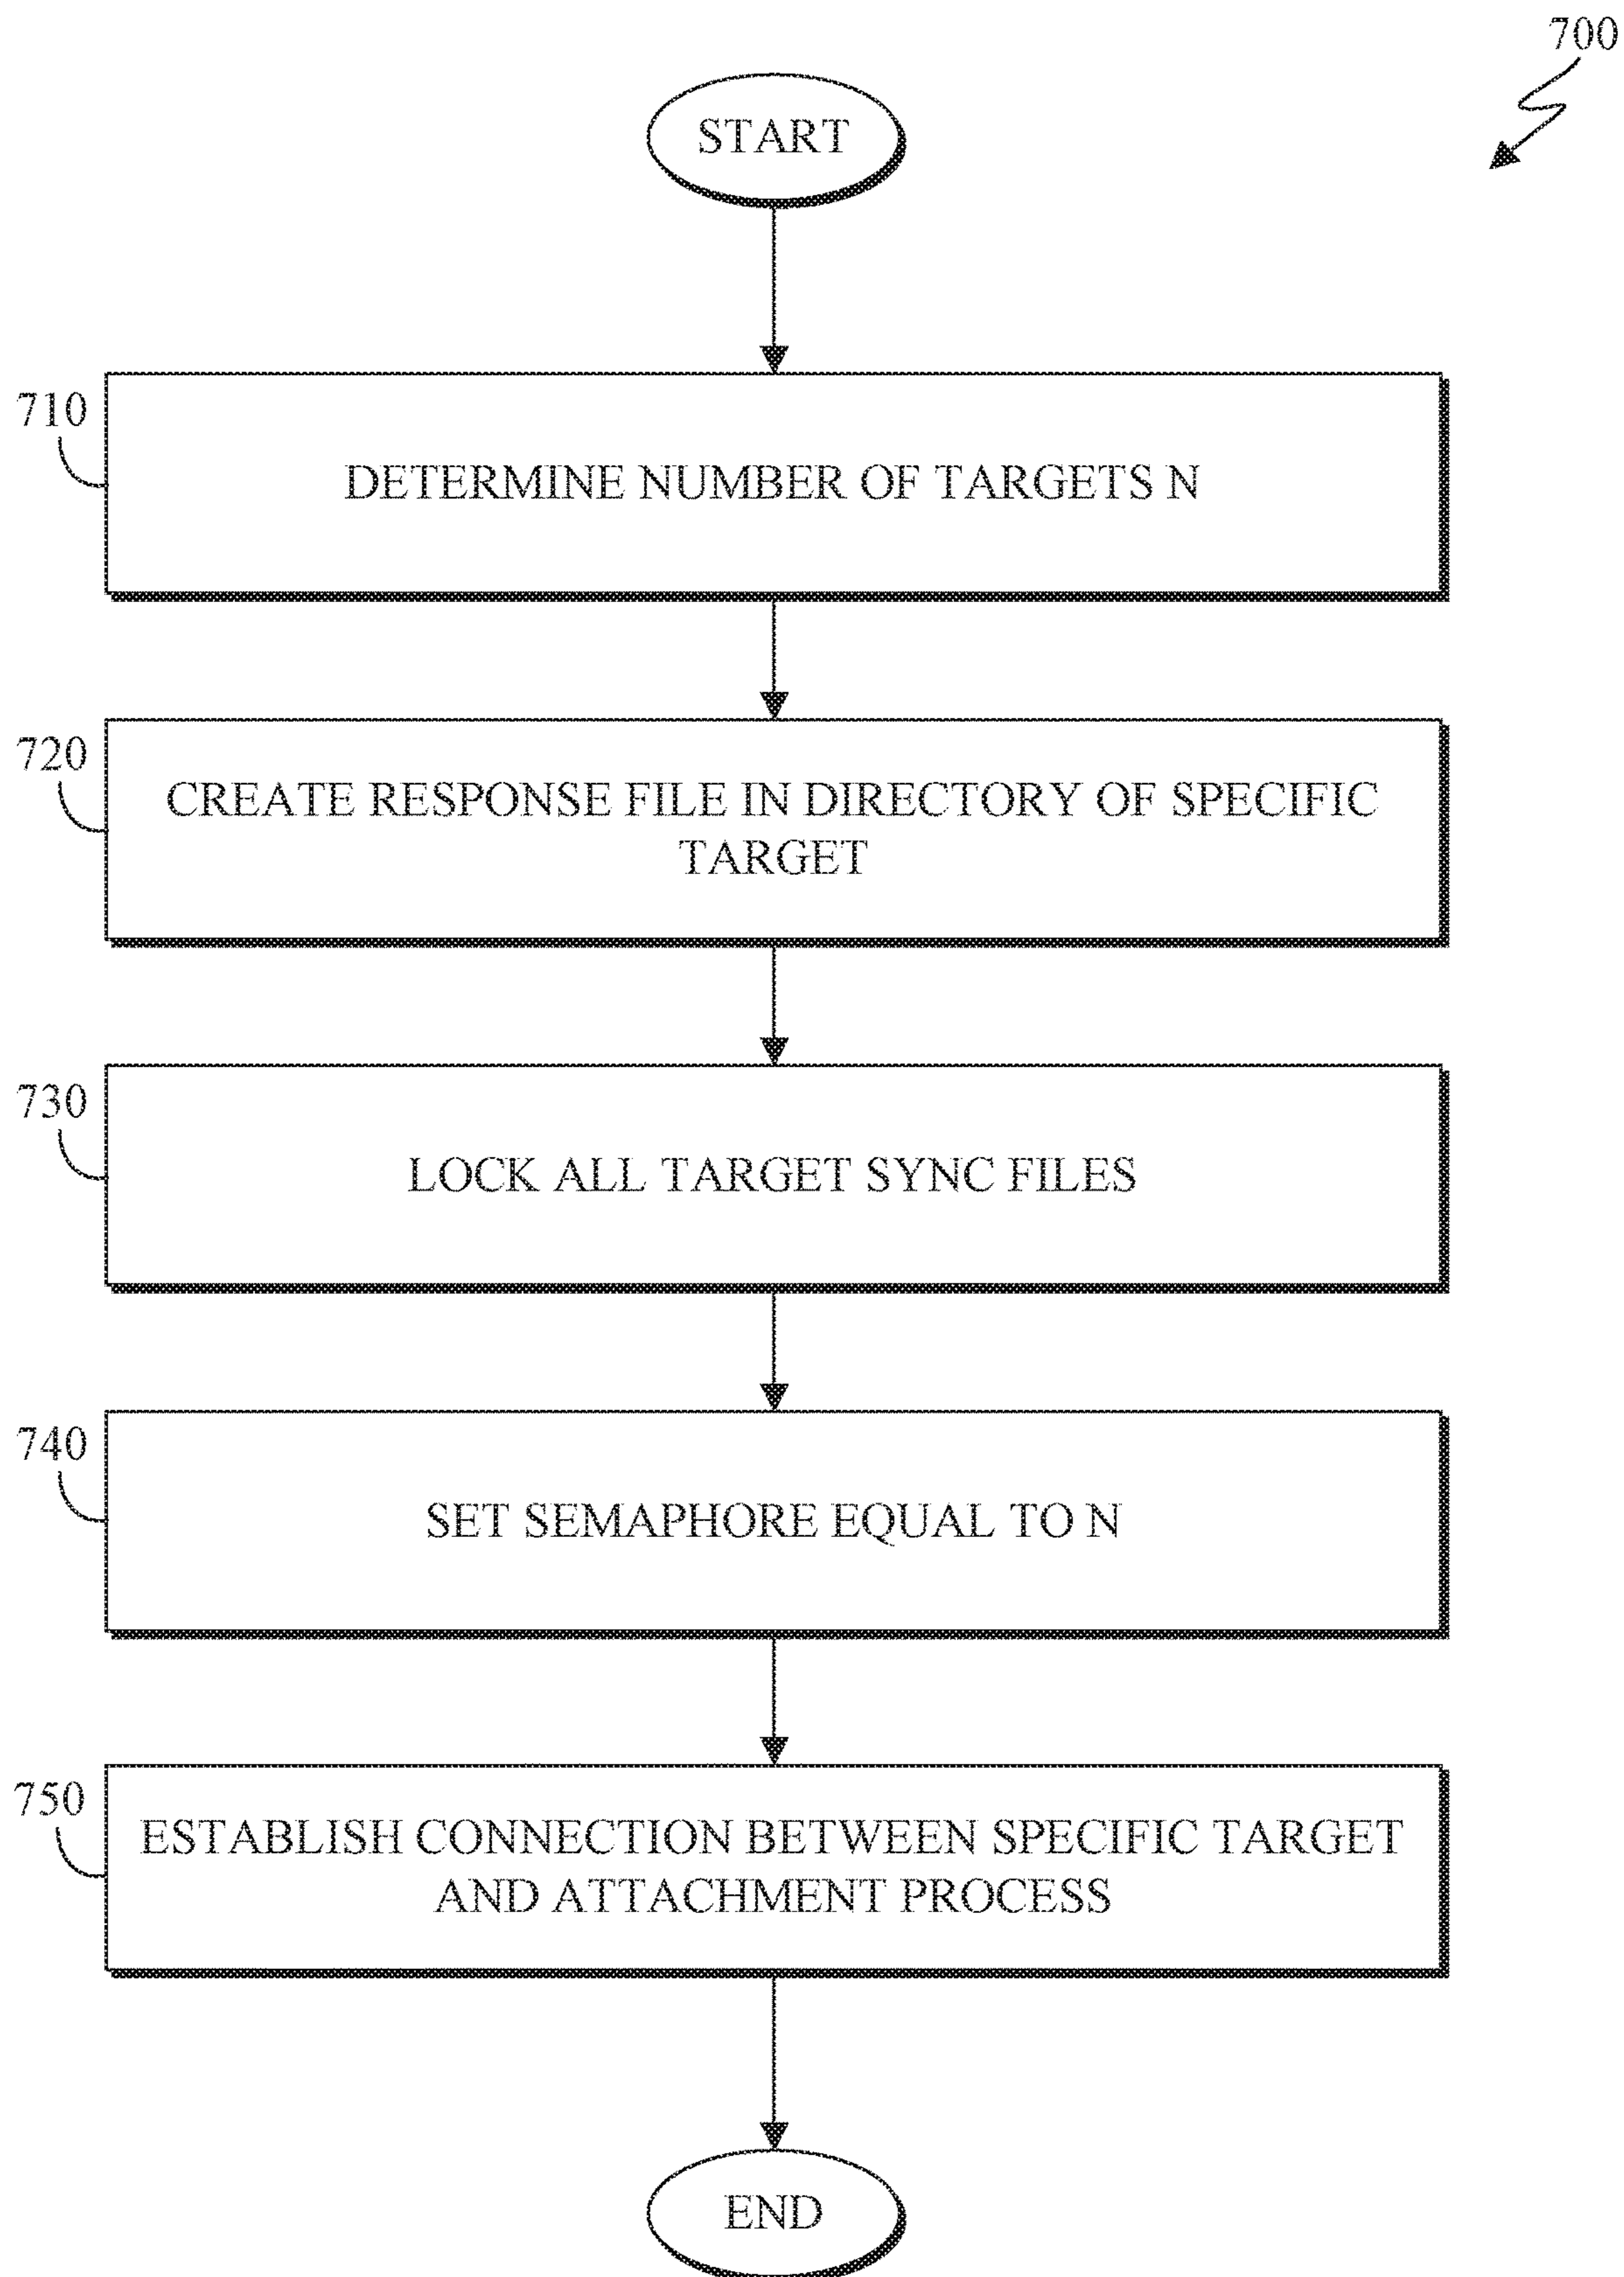 700
START
710
DETERMINE NUMBER OF TARGETS N
720
CREATE RESPONSE FILE IN DIRECTORY OF SPECIFIC
TARGET
730
LOCK ALL TARGET SYNC FILES
740
SET SEMAPHORE EQUAL TO N
750
ESTABLISH CONNECTION BETWEEN SPECIFIC TARGET
AND ATTACHMENT PROCESS
END